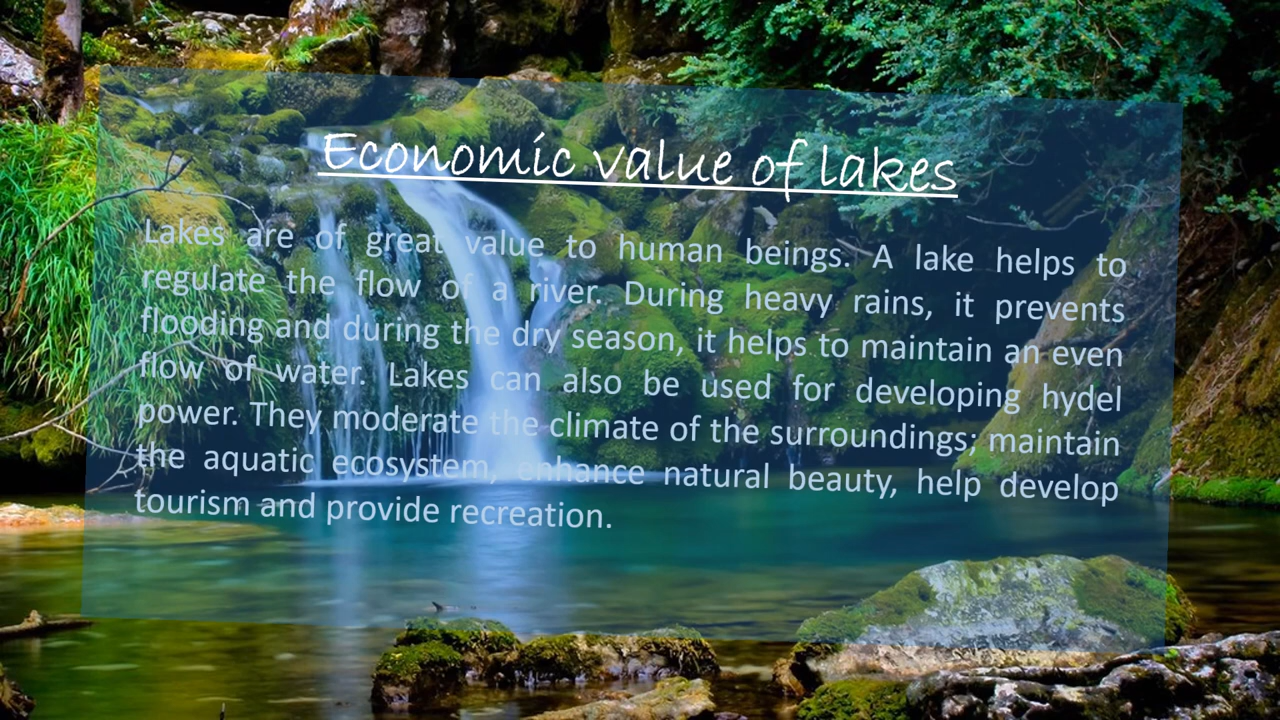 Economic value of lakes
Lakes are of great value to human beings. A lake helps to
regulate the flow of a river. During heavy rains, it prevents
flooding and during the dry season, it helps to maintain an even
flow of water. Lakes can also be used for developing hydel
power. They moderate the climate of the surroundings; maintain
the aquatic ecosystem, enhance natural beauty, help develop
tourism and provide recreation.